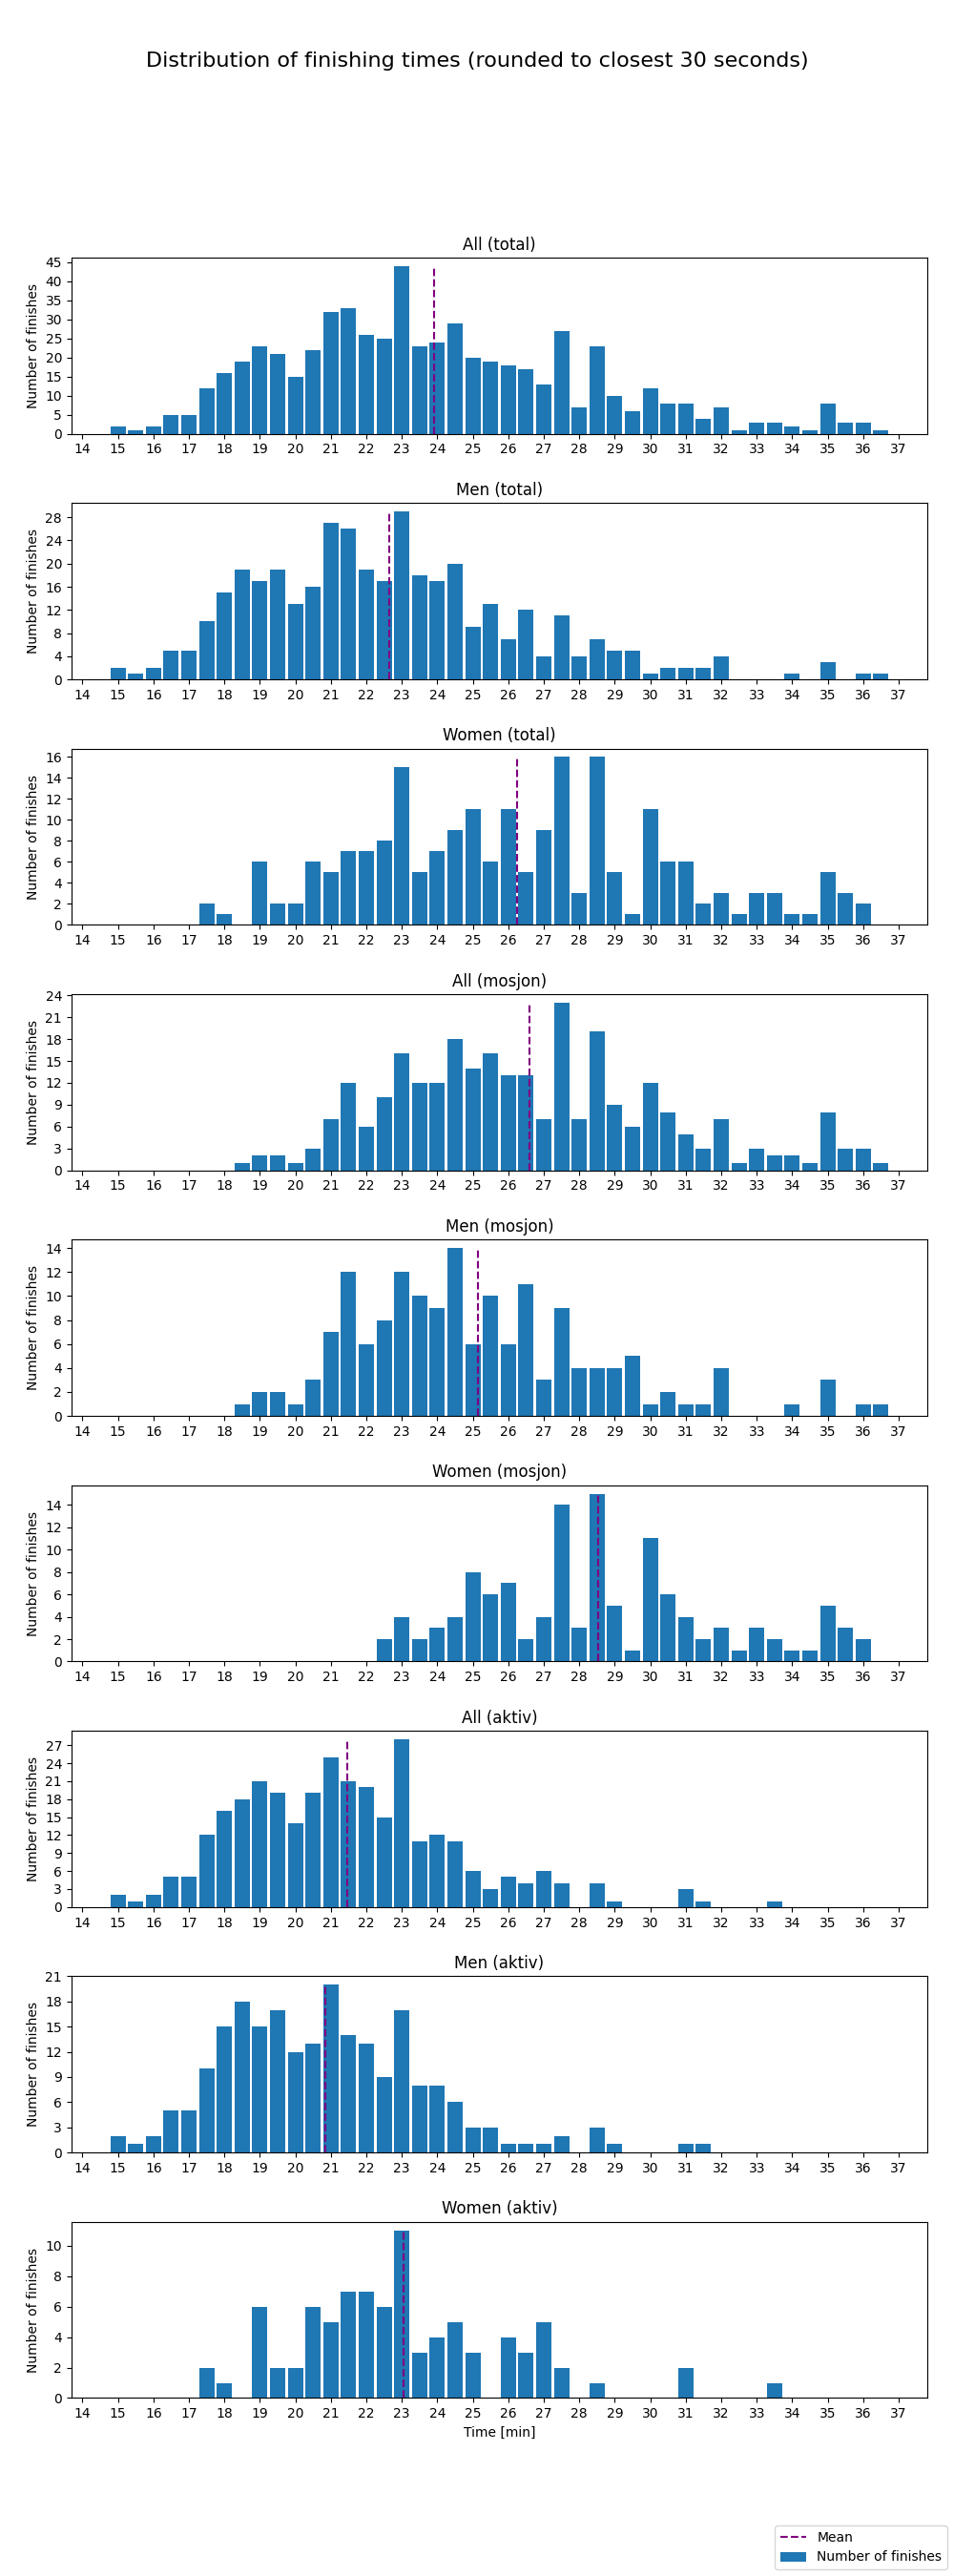 Distribution of finishing times (rounded to closest 30 seconds)
All (total)
Number of finishes
45
40
35
30
25
20
15
10
5
0
14 15 16 17 18 19 20 21 22 23 24 25 26 27 28 29 30 31 32 33 34 35 36 37
Men (total)
Number of finishes
28
24
20
16
12
8
4
0
14 15 16 17 18 19 20 21 22 23 24 25 26 27 28 29 30 31 32 33 34 35 36 37
Women (total)
Number of finishes
16
14
12
10
8
6
4
2
0
14 15 16 17 18 19 20 21 22 23 24 25 26 27 28 29 30 31 32 33 34 35 36 37
All (mosjon)
Number of finishes
24
21
18
15
12
9
6
3
0
14 15 16 17 18 19 20 21 22 23 24 25 26 27 28 29 30 31 32 33 34 35 36 37
Men (mosjon)
Number of finishes
14
12
10
8
6
4
2
0
14 15 16 17 18 19 20 21 22 23 24 25 26 27 28 29 30 31 32 33 34 35 36 37
Women (mosjon)
Number of finishes
14
12
10
8
6
4
2
0
14 15 16 17 18 19 20 21 22 23 24 25 26 27 28 29 30 31 32 33 34 35 36 37
All (aktiv)
Number of finishes
27
24
21
18
15
12
9
6
3
0
14 15 16 17 18 19 20 21 22 23 24 25 26 27 28 29 30 31 32 33 34 35 36 37
Men (aktiv)
Number of finishes
21
18
15
12
9
6
3
0
14 15 16 17 18 19 20 21 22 23 24 25 26 27 28 29 30 31 32 33 34 35 36 37
Women (aktiv)
Number of finishes
10
8
6
4
2
0
14 15 16 17 18 19 20 21 22 23 24 25 26 27 28 29 30 31 32 33 34 35 36 37
Time [min]
Mean
Number of finishes